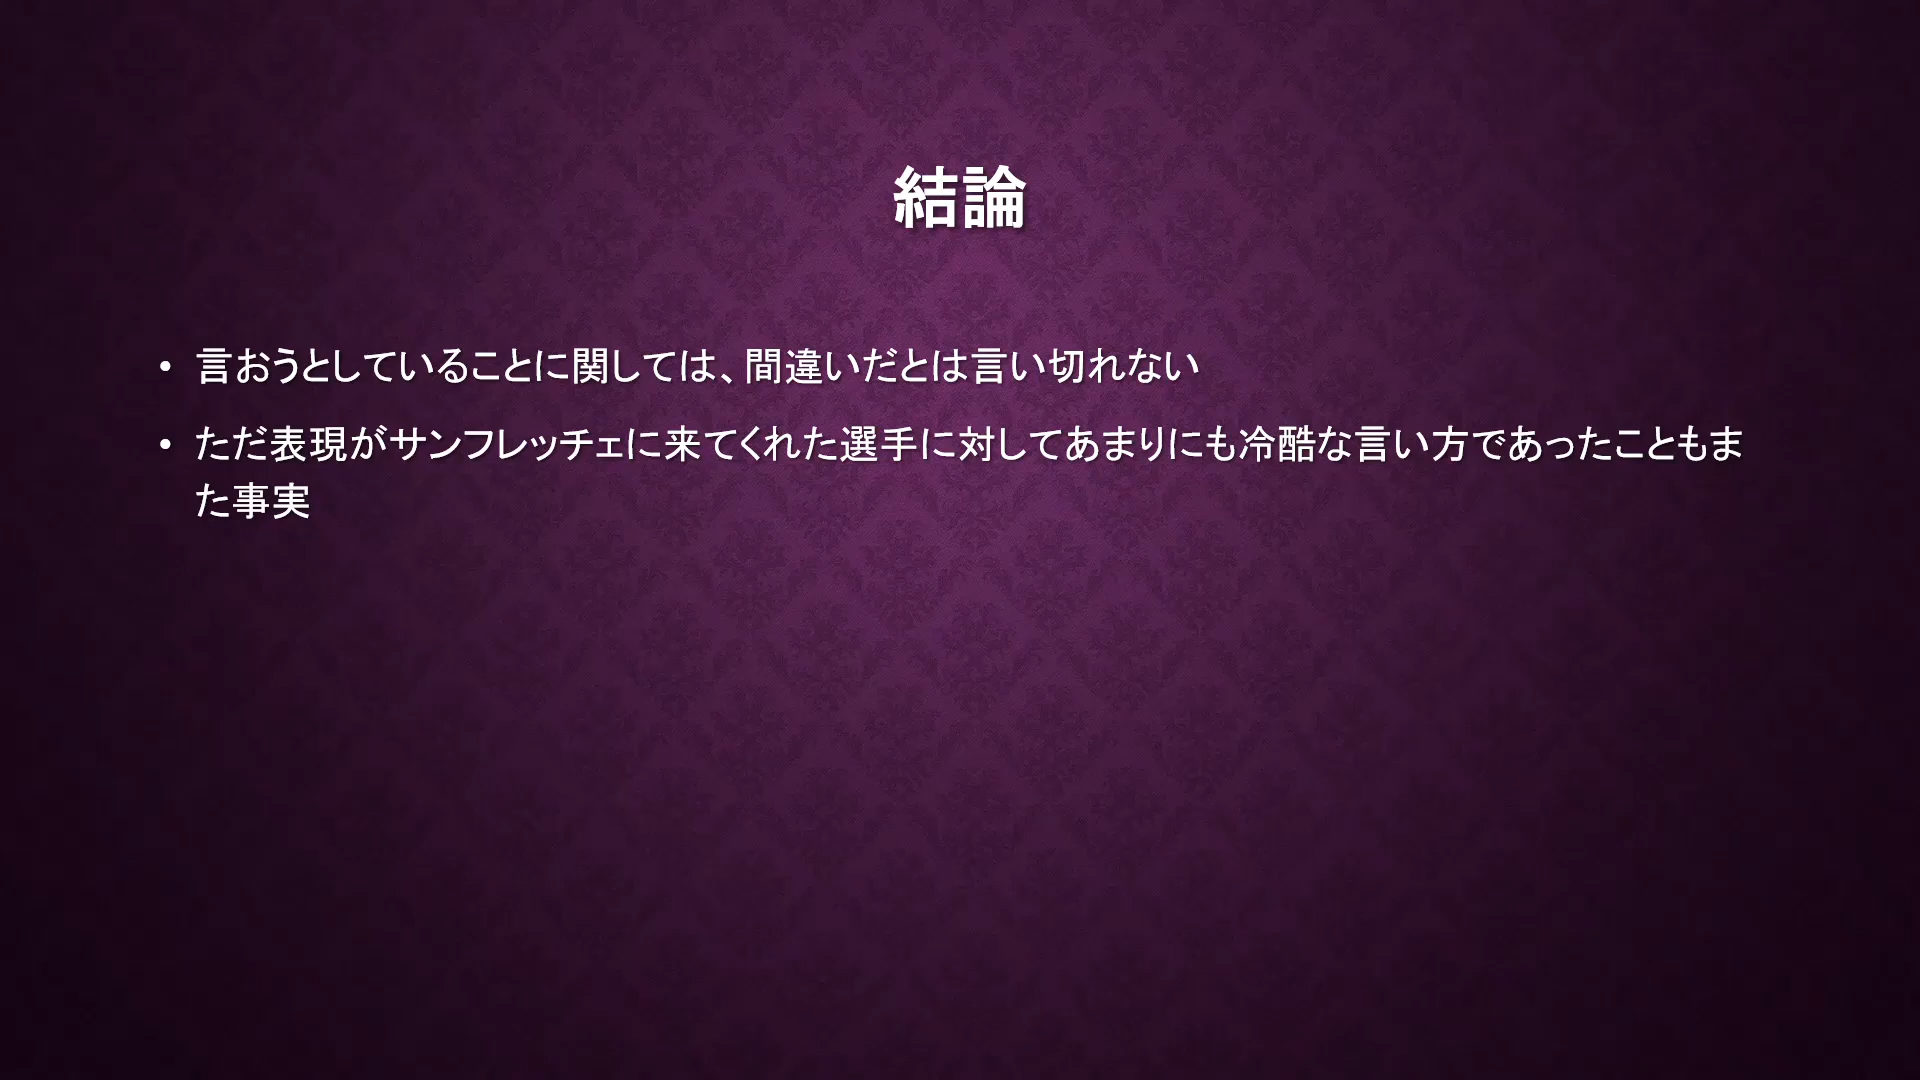 結論
• 言おうとしていることに関しては、間違いだとは言い切れない
• ただ表現がサンフレッチェに来てくれた選手に対してあまりにも冷酷な言い方であったこともま
た事実